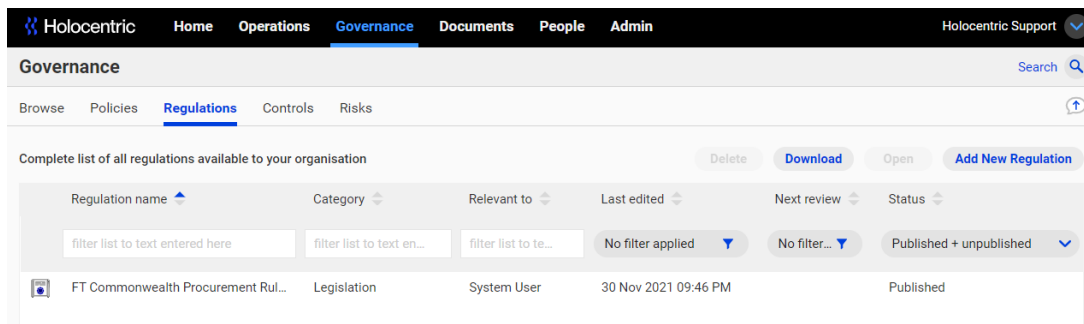 Holocentric Home Operations Governance Documents People Admin Holocentric Support
Governance Search
Browse Policies Regulations Controls Risks
Complete list of all regulations available to your organisation Delete Download Open Add New Regulation
Regulation name Category Relevant to Last edited Next review Status
filter list to text entered here filter list to text en... filter list to te... No filter applied No filter... Published + unpublished
FT Commonwealth Procurement Rul... Legislation System User 30 Nov 2021 09:46 PM Published